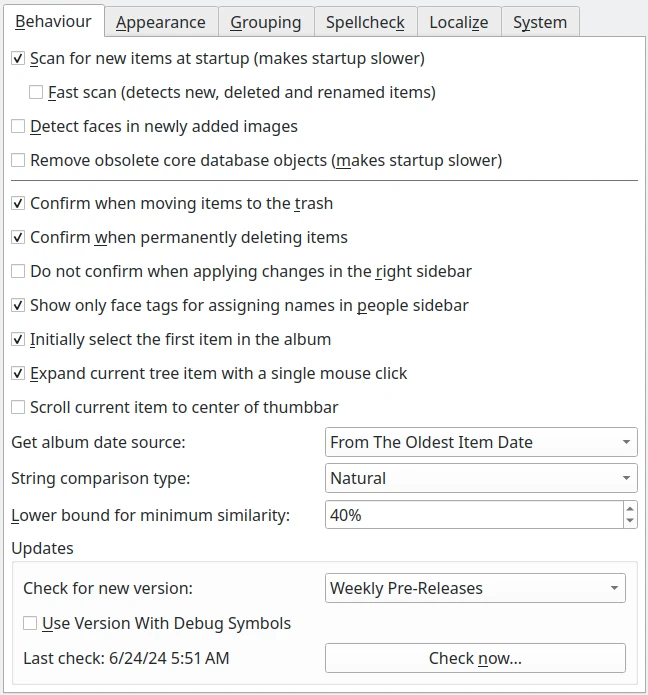 Behaviour Appearance Grouping Spellcheck Localize System
Scan for new items at startup (makes startup slower)
Fast scan (detects new, deleted and renamed items)
Detect faces in newly added images
Remove obsolete core database objects (makes startup slower)
Confirm when moving items to the trash
Confirm when permanently deleting items
Do not confirm when applying changes in the right sidebar
Show only face tags for assigning names in people sidebar
Initially select the first item in the album
Expand current tree item with a single mouse click
Scroll current item to center of thumbbar
Get album date source: From The Oldest Item Date
String comparison type: Natural
Lower bound for minimum similarity: 40%
Updates
Check for new version: Weekly Pre-Releases
Use Version With Debug Symbols
Last check: 6/24/24 5:51 AM Check now...